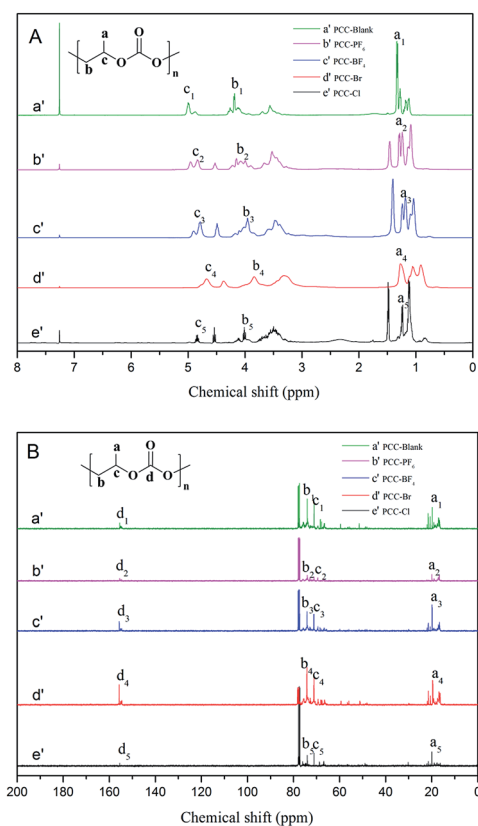 A
a
O
c
b
O
O
n
a' PCC-Blank
b' PCC-PF6
c' PCC-BF4
d' PCC-Br
e' PCC-Cl
a'
c1
b1
a1
b'
c2
b2
a2
c'
c3
b3
a3
d'
c4
b4
a4
e'
c5
b5
a5
8 7 6 5 4 3 2 1 0
Chemical shift (ppm)
B
a
O
c
d
b
O
O
n
a' PCC-Blank
b' PCC-PF6
c' PCC-BF4
d' PCC-Br
e' PCC-Cl
a'
d1
b1
c1
a1
b'
d2
b2
c2
a2
c'
d3
b3
c3
a3
d'
d4
b4
c4
a4
e'
d5
b5
c5
a5
200 180 160 140 120 100 80 60 40 20 0
Chemical shift (ppm)